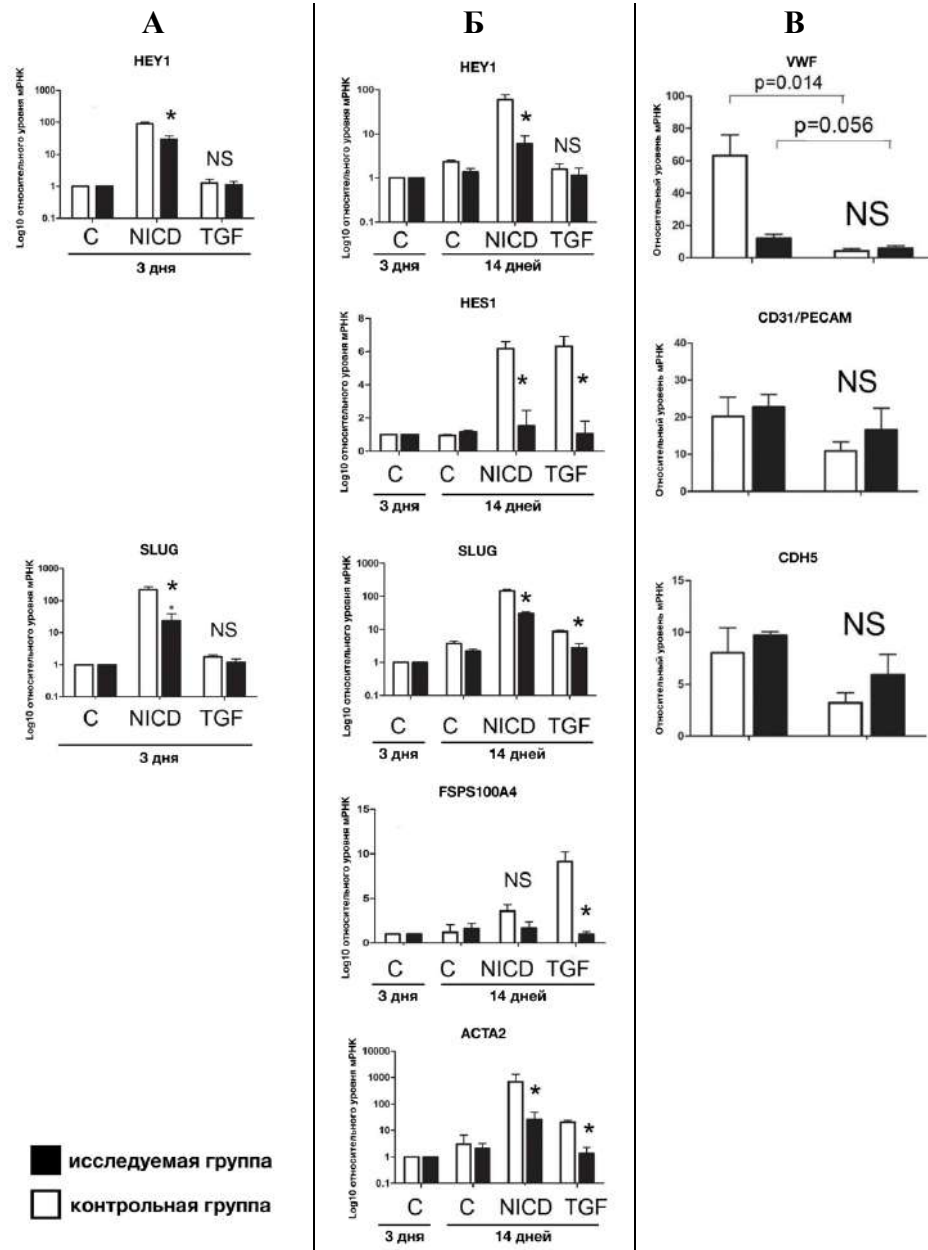 А
HEY1
Log10 относительного уровня мРНК
1000
100
10
1
0.1
*
NS
C NICD TGF
3 дня
SLUG
Log10 относительного уровня мРНК
1000
100
10
1
0.1
*
*
NS
C NICD TGF
3 дня
исследуемая группа
контрольная группа
Б
HEY1
Log10 относительного уровня мРНК
100
10
1
0.1
*
NS
C C NICD TGF
3 дня 14 дней
HES1
Log10 относительного уровня мРНК
8
6
4
2
0
* *
C C NICD TGF
3 дня 14 дней
SLUG
Log10 относительного уровня мРНК
1000
100
10
1
0.1
*
*
C C NICD TGF
3 дня 14 дней
FSPS100A4
Log10 относительного уровня мРНК
15
10
5
0
NS
*
C C NICD TGF
3 дня 14 дней
ACTA2
Log10 относительного уровня мРНК
10000
1000
100
10
1
0.1
*
*
C C NICD TGF
3 дня 14 дней
В
VWF
p=0.014
p=0.056
Относительный уровень мРНК
100
80
60
40
20
0
NS
CD31/PECAM
Относительный уровень мРНК
40
30
20
10
0
NS
CDH5
Относительный уровень мРНК
15
10
5
0
NS